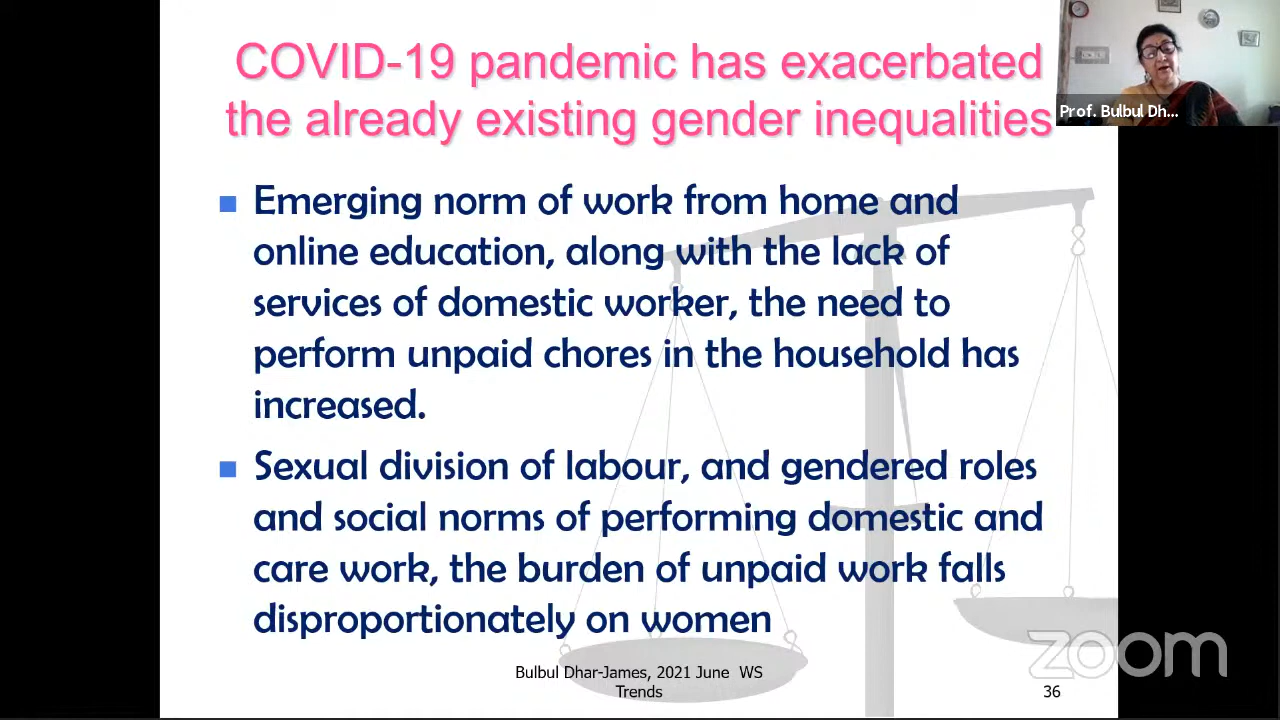 COVID-19 pandemic has exacerbated
the already existing gender inequalities
Prof. Bulbul Dh...
Emerging norm of work from home and
online education, along with the lack of
services of domestic worker, the need to
perform unpaid chores in the household has
increased.
Sexual division of labour, and gendered roles
and social norms of performing domestic and
care work, the burden of unpaid work falls
disproportionately on women
Bulbul Dhar-James, 2021 June WS
Trends
36
zoom